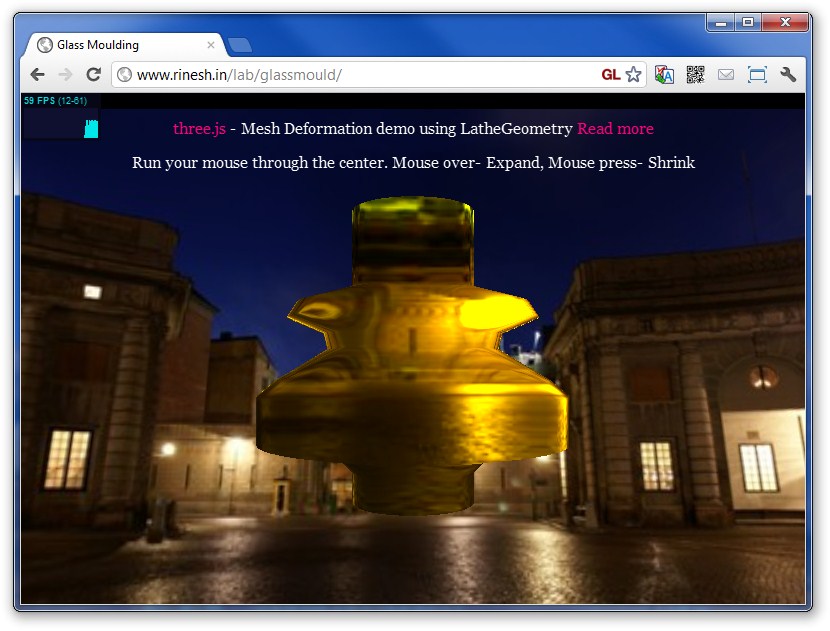 Glass Moulding
www.rinesh.in/lab/glassmould/
GL
59 FPS (12-61)
three.js - Mesh Deformation demo using LatheGeometry Read more
Run your mouse through the center. Mouse over- Expand, Mouse press- Shrink